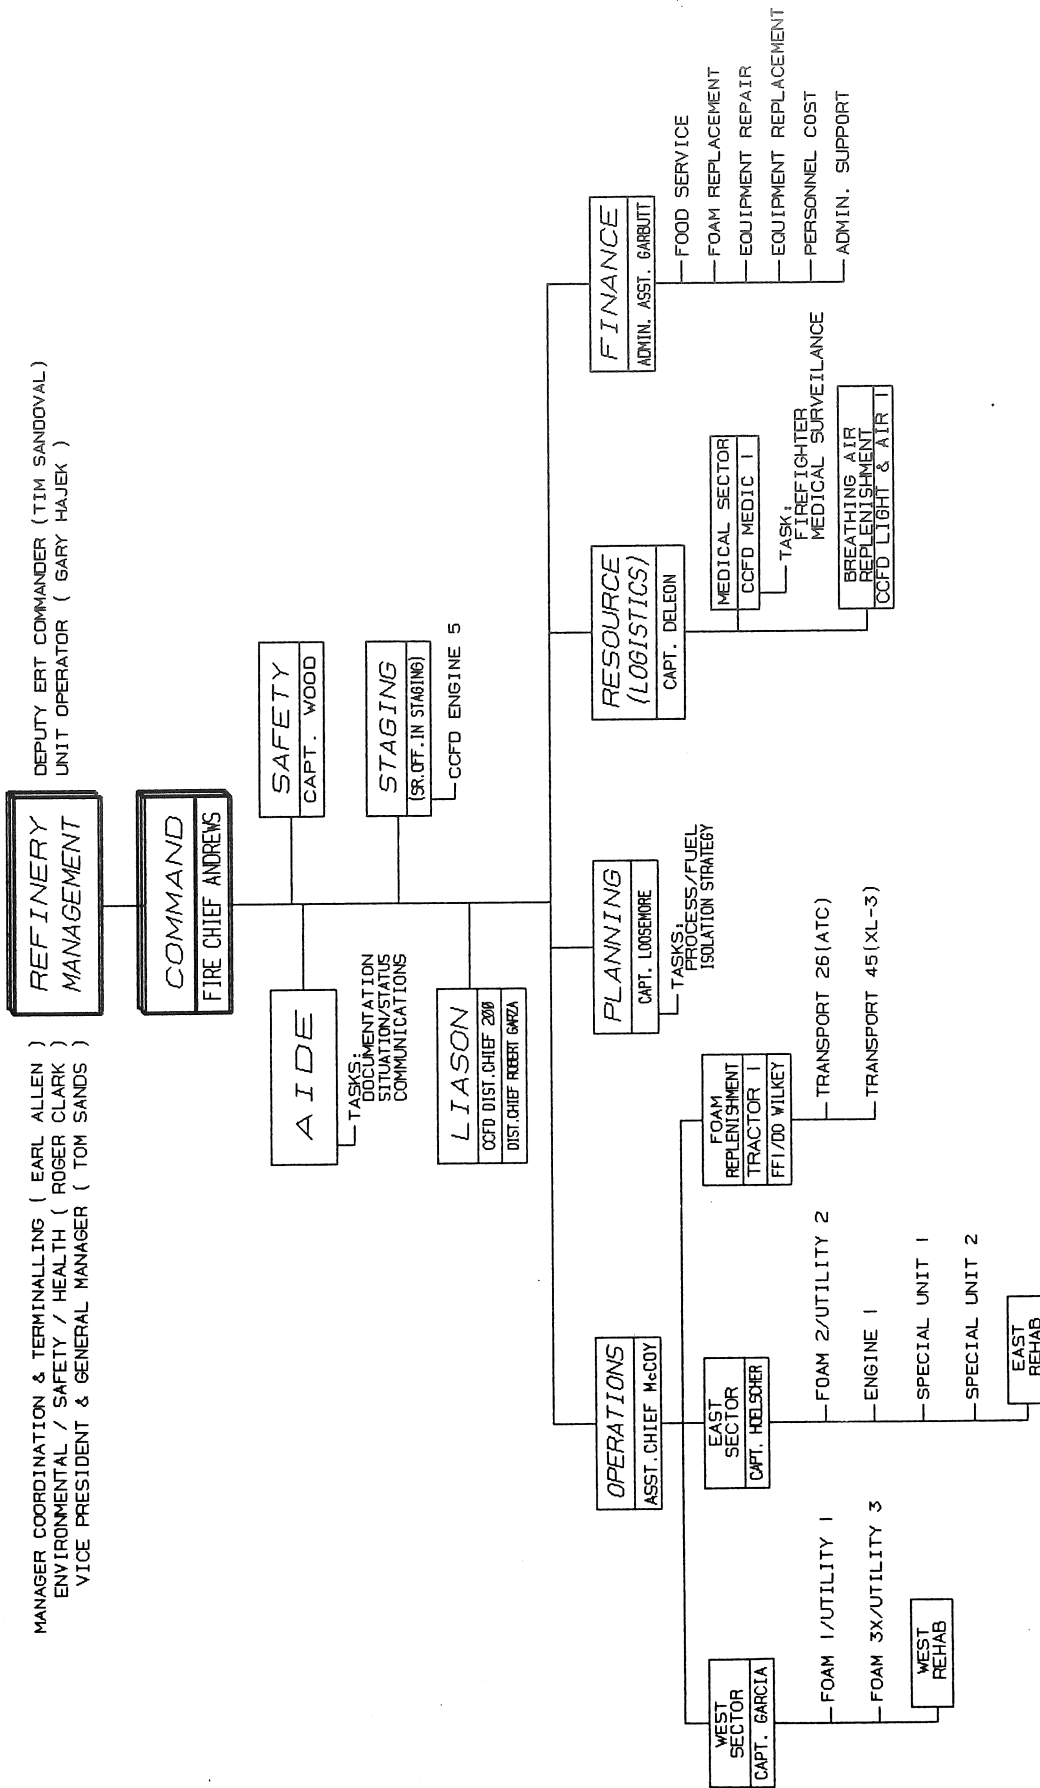 MANAGER COORDINATION & TERMINALLING ( EARL ALLEN )
ENVIRONMENTAL / SAFETY / HEALTH ( ROGER CLARK )
VICE PRESIDENT & GENERAL MANAGER ( TOM SANDS )
REFINERY
MANAGEMENT
DEPUTY ERT COMMANDER (TIM SANDOVAL)
UNIT OPERATOR ( GARY HAJEK )
COMMAND
FIRE CHIEF ANDREWS
AIDE
TASKS:
DOCUMENTATION
SITUATION/STATUS
COMMUNICATIONS
SAFETY
CAPT. WOOD
STAGING
(SR.OFF.IN STAGING)
CCFD ENGINE 5
LIASON
CCFD DIST.CHIEF 200
DIST.CHIEF ROBERT GARZA
OPERATIONS
ASST.CHIEF McCOY
PLANNING
CAPT. LOOSEMORE
TASKS:
PROCESS/FUEL
ISOLATION STRATEGY
RESOURCE
(LOGISTICS)
CAPT. DELEON
FINANCE
ADMIN. ASST. GARBUTT
FOOD SERVICE
FOAM REPLACEMENT
EQUIPMENT REPAIR
EQUIPMENT REPLACEMENT
PERSONNEL COST
ADMIN. SUPPORT
MEDICAL SECTOR
CCFD MEDIC 1
TASK:
FIREFIGHTER
MEDICAL SURVEILANCE
BREATHING AIR
REPLENISHMENT
CCFD LIGHT & AIR 1
WEST
SECTOR
CAPT. GARCIA
FOAM 1/UTILITY 1
FOAM 3X/UTILITY 3
WEST
REHAB
EAST
SECTOR
CAPT. HOELSCHER
FOAM 2/UTILITY 2
ENGINE 1
SPECIAL UNIT 1
SPECIAL UNIT 2
EAST
REHAB
FOAM
REPLENISHMENT
TRACTOR 1
FF1/DO WILKEY
TRANSPORT 26(ATC)
TRANSPORT 45(XL-3)